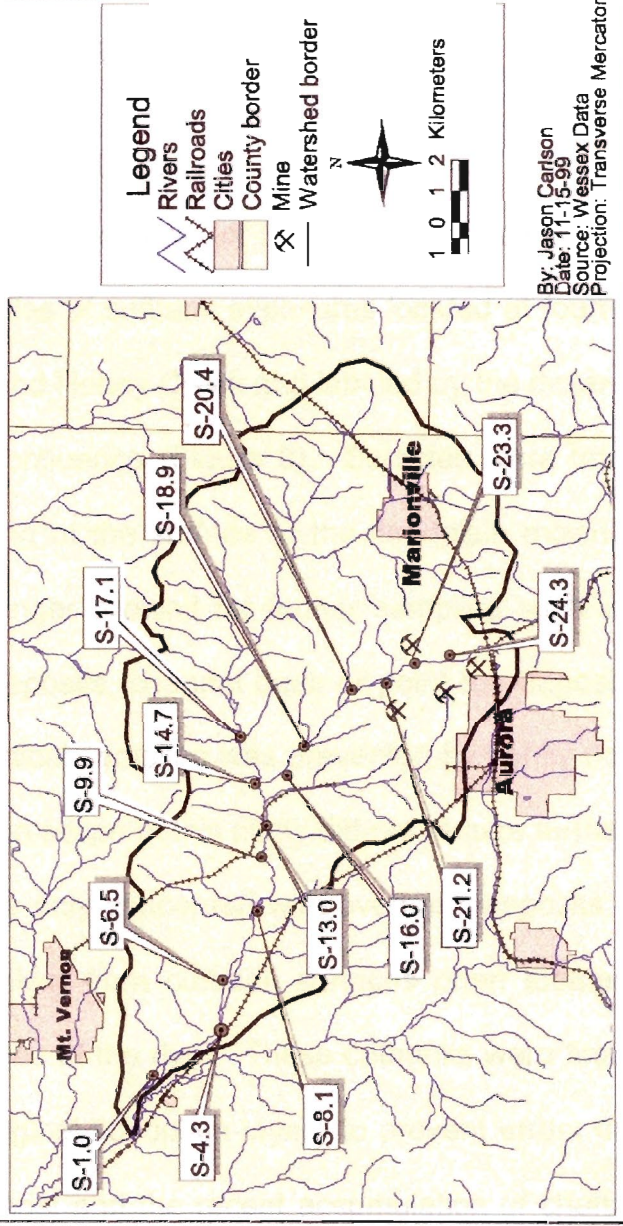 Legend
Rivers
Railroads
Cities
County border
Mine
Watershed border
N
1 0 1 2 Kilometers
By: Jason Carlson
Date: 11-15-99
Source: Wessex Data
Projection: Transverse Mercator
Mt. Vernon
Marionville
Aurora
S-1.0
S-4.3
S-6.5
S-8.1
S-9.9
S-13.0
S-14.7
S-16.0
S-17.1
S-18.9
S-20.4
S-21.2
S-23.3
S-24.3